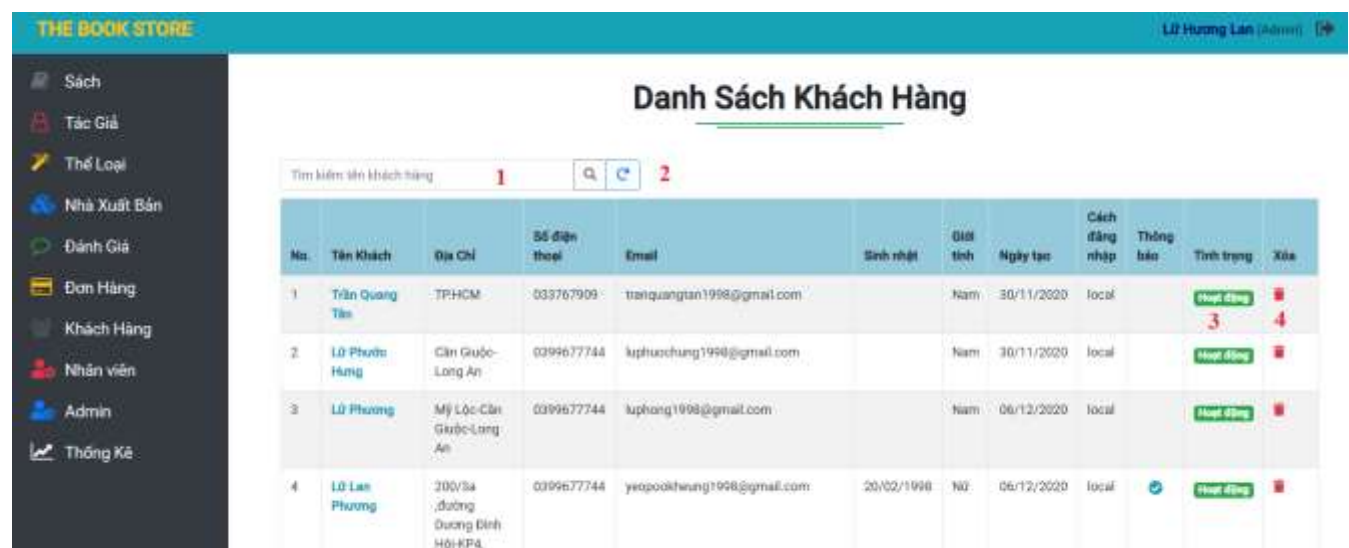 THE BOOK STORE
Lữ Hương Lan (Admin)
Sách
Tác Giả
Thể Loại
Nhà Xuất Bản
Đánh Giá
Đơn Hàng
Khách Hàng
Nhân viên
Admin
Thống Kê
Danh Sách Khách Hàng
Tìm kiếm tên khách hàng 1 2
No. Tên Khách Địa Chỉ Số điện thoại Email Sinh nhật Giới tính Ngày tạo Cách đăng nhập Thông báo Tình trạng Xóa
1 Trần Quang TPHCM 033767909 tranquangtan1998@gmail.com Nam 30/11/2020 local Hoạt động
Tân 3 4
2 Lữ Phước Cần Giuộc- 0399677744 luphuochung1998@gmail.com Nam 30/11/2020 local Hoạt động
Hưng Long An
3 Lữ Phương Mỹ Lộc-Cần 0399677744 luphong1998@gmail.com Nam 06/12/2020 local Hoạt động
Giuộc-Long
An
4 Lữ Lan 200/3a 0399677744 yeopookheung1998@gmail.com 20/02/1998 Nữ 06/12/2020 local Hoạt động
Phương ,đường
Dương Đình
Hội-KP4,